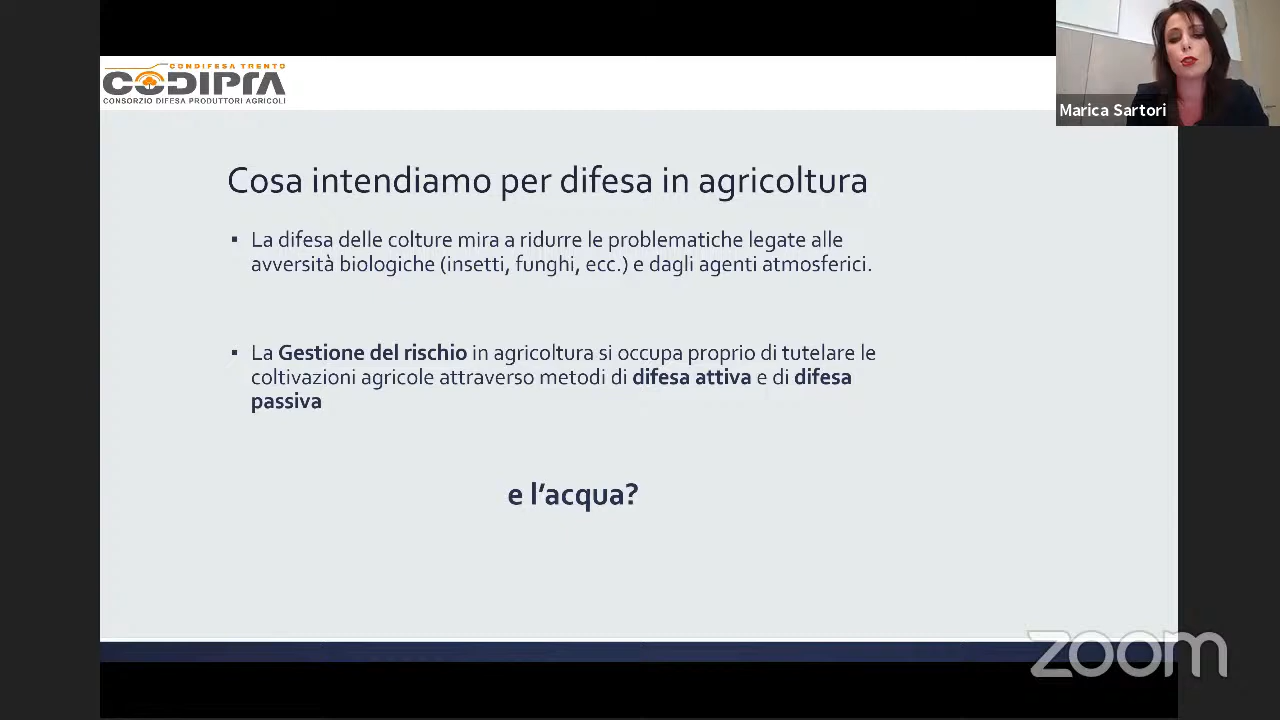 CONDIFESA TRENTO
CODIPRA
CONSORZIO DIFESA PRODUTTORI AGRICOLI
Marica Sartori
Cosa intendiamo per difesa in agricoltura
▪ La difesa delle colture mira a ridurre le problematiche legate alle
avversità biologiche (insetti, funghi, ecc.) e dagli agenti atmosferici.
▪ La Gestione del rischio in agricoltura si occupa proprio di tutelare le
coltivazioni agricole attraverso metodi di difesa attiva e di difesa
passiva
e l’acqua?
zoom